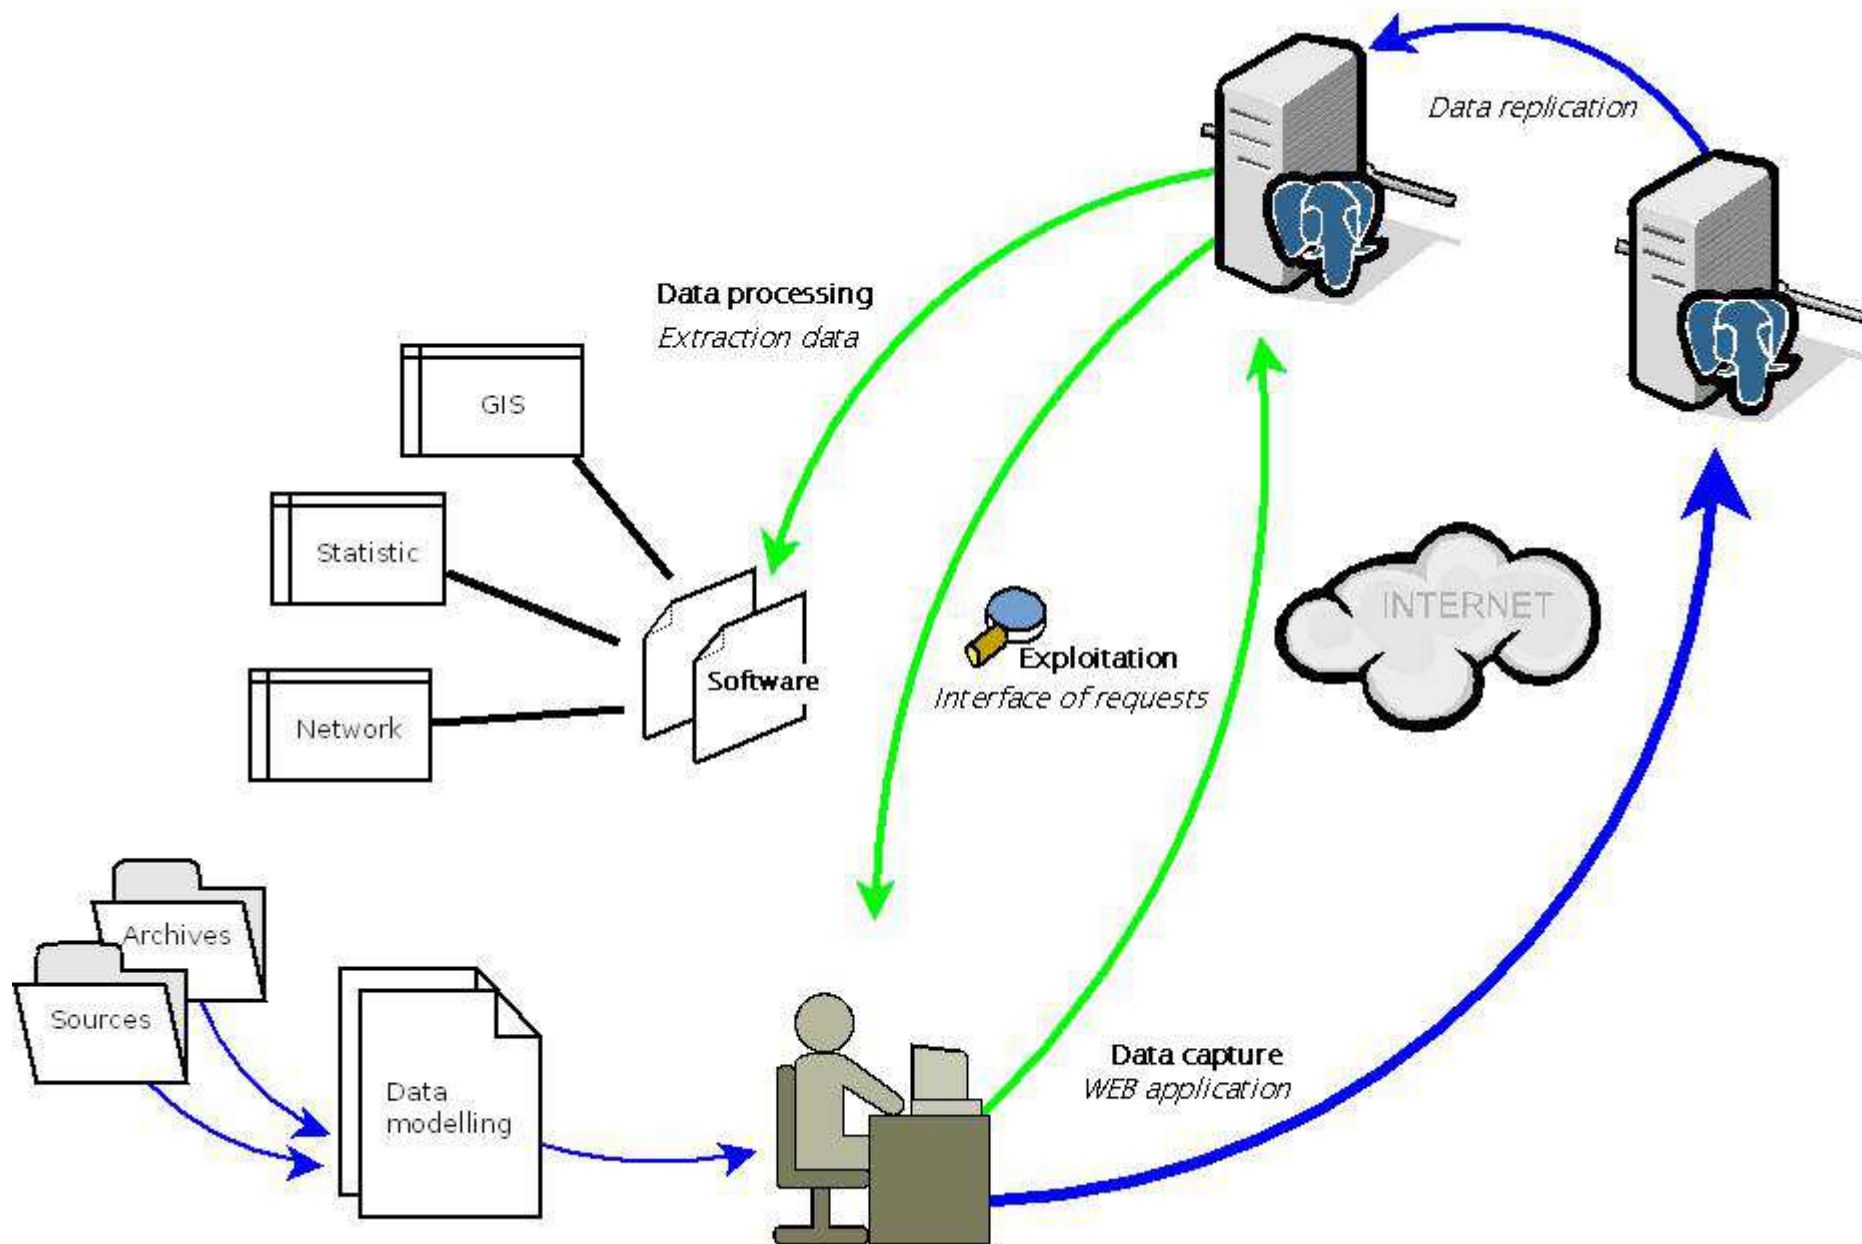 Data replication
Data processing
Extraction data
GIS
Statistic
INTERNET
Exploitation
Software
Interface of requests
Network
Archives
Sources
Data capture
WEB application
Data
modelling